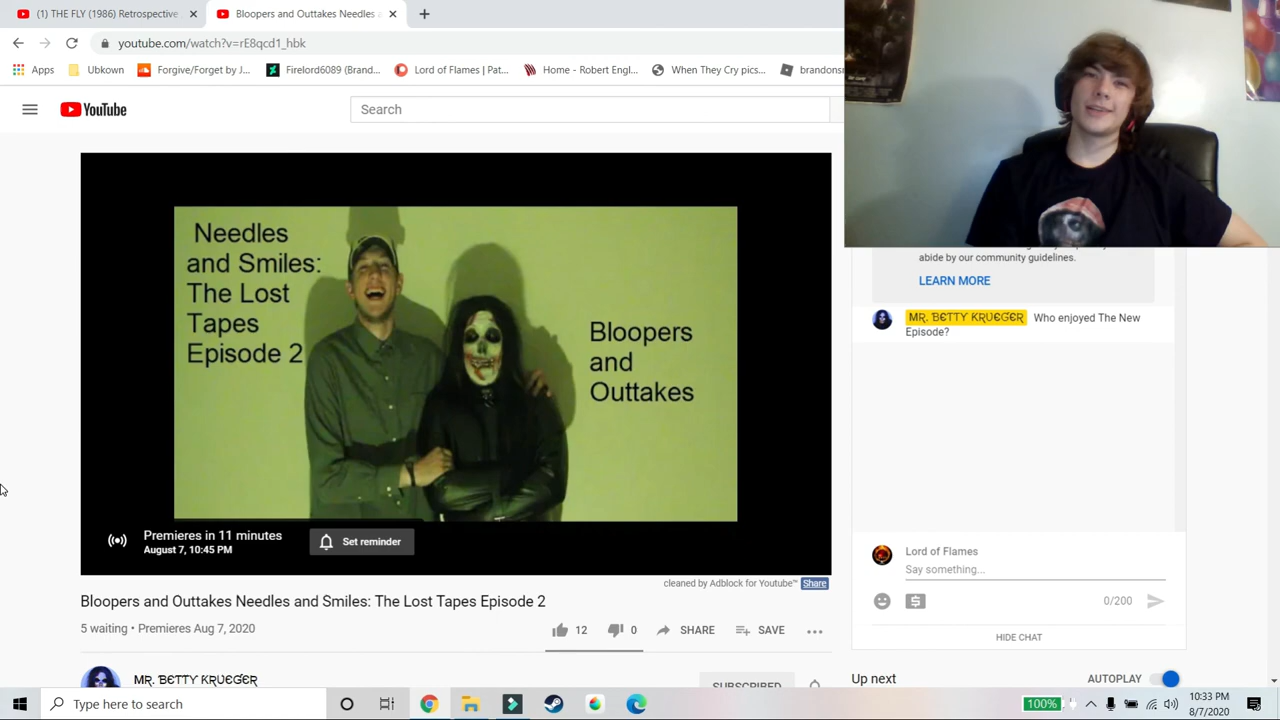 (1) THE FLY (1986) Retrospective
Bloopers and Outtakes Needles a
youtube.com/watch?v=rE8qcd1_hbk
Apps
Ubkown
Forgive/Forget by J...
Firelord6089 (Brand...
Lord of Flames | Pat...
Home - Robert Engl...
When They Cry pics...
brandons
YouTube
Search
Needles
and Smiles:
The Lost
Tapes
Episode 2
Bloopers
and
Outtakes
Premieres in 11 minutes
August 7, 10:45 PM
Set reminder
cleaned by Adblock for Youtube™ Share
Bloopers and Outtakes Needles and Smiles: The Lost Tapes Episode 2
5 waiting • Premieres Aug 7, 2020
12
0
SHARE
SAVE
MR. BETTY KRUEGER
SUBSCRIBED
abide by our community guidelines.
LEARN MORE
MR. BETTY KRUEGER Who enjoyed The New
Episode?
Lord of Flames
Say something...
0/200
HIDE CHAT
Up next
AUTOPLAY
Type here to search
100%
10:33 PM
8/7/2020